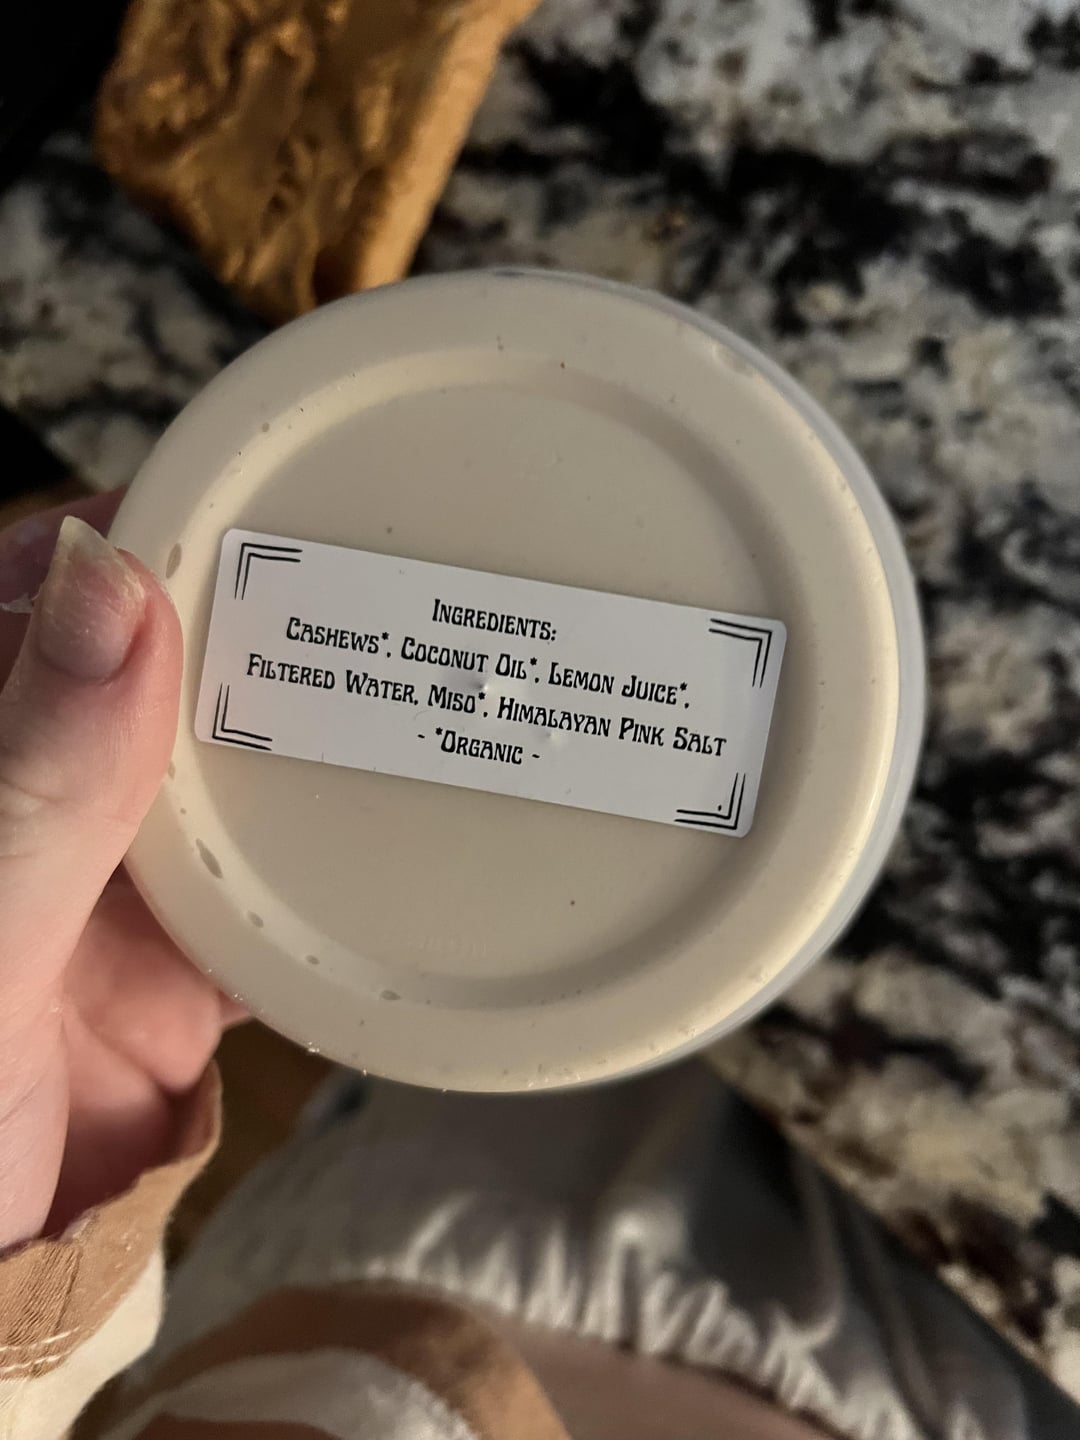 Ingredients:
Cashews*, Coconut Oil*, Lemon Juice*,
Filtered Water, Miso*, Himalayan Pink Salt
- *Organic -